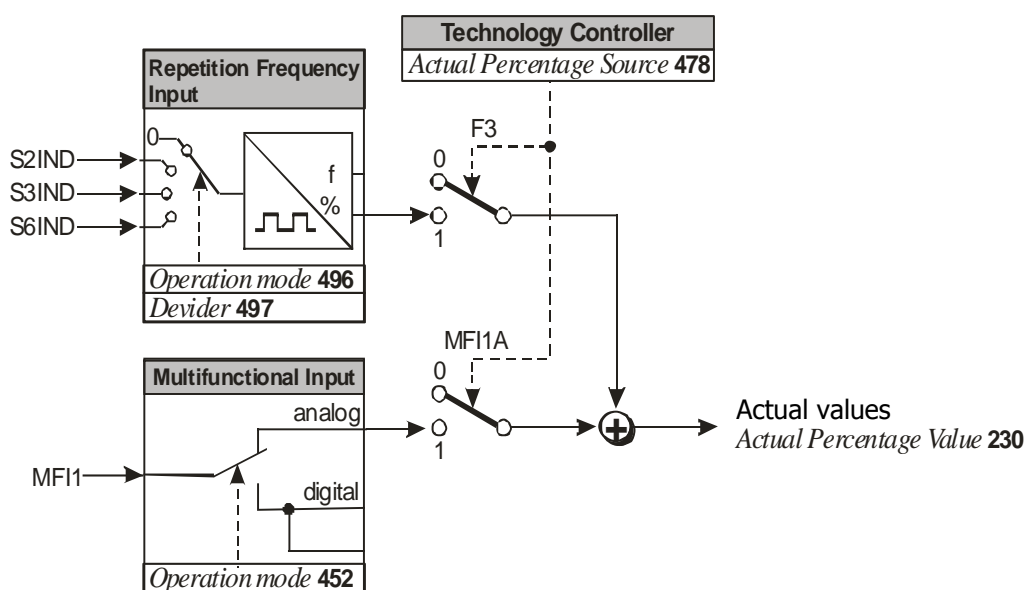 Technology Controller
Actual Percentage Source 478
Repetition Frequency
Input
0
S2IND
S3IND
S6IND
f
%
Operation mode 496
Devider 497
F3
0
1
Multifunctional Input
analog
MFI1
digital
Operation mode 452
MFI1A
0
1
+
Actual values
Actual Percentage Value 230